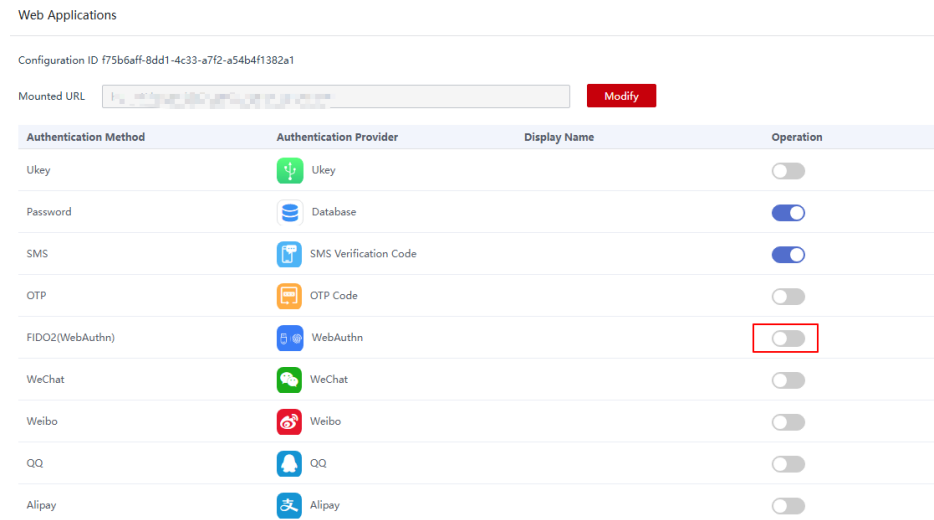 Web Applications
Configuration ID f75b6aff-8dd1-4c33-a7f2-a54b4f1382a1
Mounted URL Modify
Authentication Method Authentication Provider Display Name Operation
Ukey Ukey
Password Database
SMS SMS Verification Code
OTP OTP Code
FIDO2(WebAuthn) WebAuthn
WeChat WeChat
Weibo Weibo
QQ QQ
Alipay Alipay